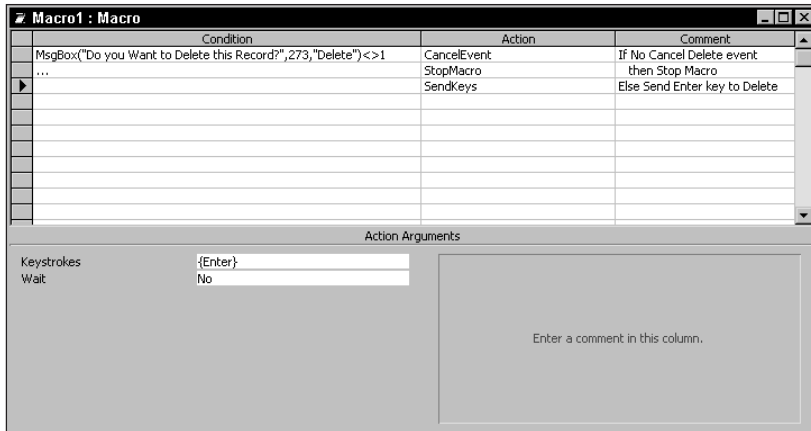 Macro1 : Macro
Condition Action Comment
MsgBox("Do you Want to Delete this Record?",273,"Delete")<>1 CancelEvent If No Cancel Delete event
... StopMacro then Stop Macro
SendKeys Else Send Enter key to Delete
Action Arguments
Keystrokes {Enter}
Wait No
Enter a comment in this column.